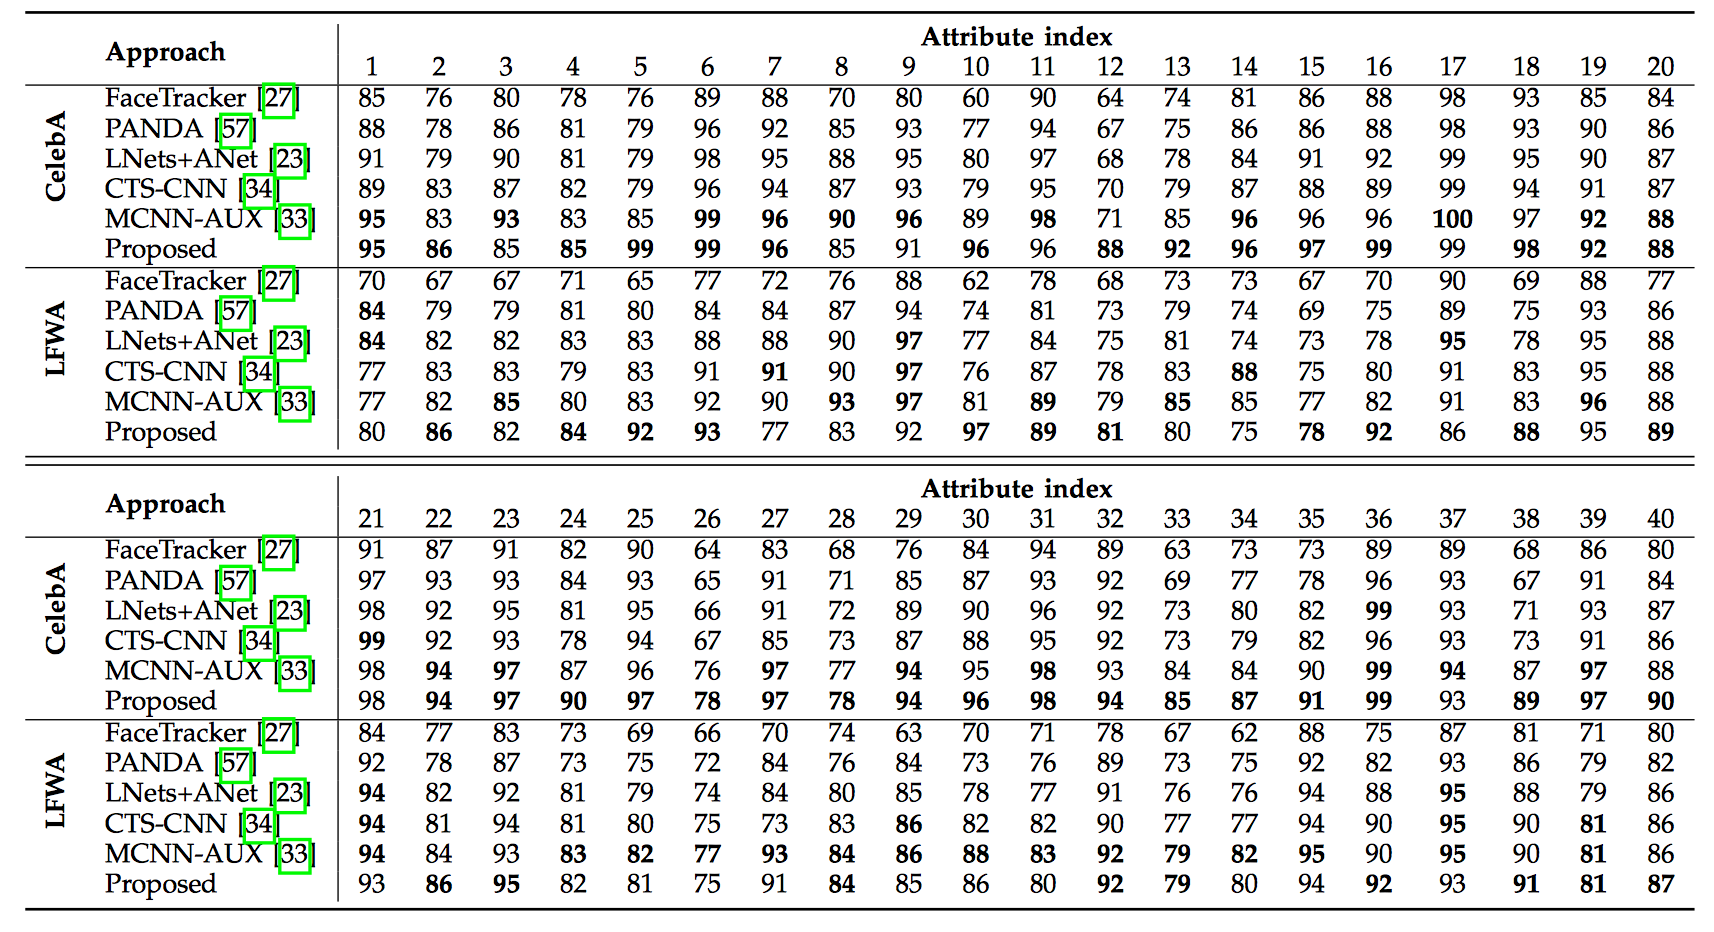 Approach Attribute index
1 2 3 4 5 6 7 8 9 10 11 12 13 14 15 16 17 18 19 20
CelebA
FaceTracker [27] 85 76 80 78 76 89 88 70 80 60 90 64 74 81 86 88 98 93 85 84
PANDA [57] 88 78 86 81 79 96 92 85 93 77 94 67 75 86 86 88 98 93 90 86
LNets+ANet [23] 91 79 90 81 79 98 95 88 95 80 97 68 78 84 91 92 99 95 90 87
CTS-CNN [34] 89 83 87 82 79 96 94 87 93 79 95 70 79 87 88 89 99 94 91 87
MCNN-AUX [33] 95 83 93 83 85 99 96 90 96 89 98 71 85 96 96 96 100 97 92 88
Proposed 95 86 85 85 99 99 96 85 91 96 96 88 92 96 97 99 99 98 92 88
LFWA
FaceTracker [27] 70 67 67 71 65 77 72 76 88 62 78 68 73 73 67 70 90 69 88 77
PANDA [57] 84 79 79 81 80 84 84 87 94 74 81 73 79 74 69 75 89 75 93 86
LNets+ANet [23] 84 82 82 83 83 88 88 90 97 77 84 75 81 74 73 78 95 78 95 88
CTS-CNN [34] 77 83 83 79 83 91 91 90 97 76 87 78 83 88 75 80 91 83 95 88
MCNN-AUX [33] 77 82 85 80 83 92 90 93 97 81 89 79 85 85 77 82 91 83 96 88
Proposed 80 86 82 84 92 93 77 83 92 97 89 81 80 75 78 92 86 88 95 89
Approach Attribute index
21 22 23 24 25 26 27 28 29 30 31 32 33 34 35 36 37 38 39 40
CelebA
FaceTracker [27] 91 87 91 82 90 64 83 68 76 84 94 89 63 73 73 89 89 68 86 80
PANDA [57] 97 93 93 84 93 65 91 71 85 87 93 92 69 77 78 96 93 67 91 84
LNets+ANet [23] 98 92 95 81 95 66 91 72 89 90 96 92 73 80 82 99 93 71 93 87
CTS-CNN [34] 99 92 93 78 94 67 85 73 87 88 95 92 73 79 82 96 93 73 91 86
MCNN-AUX [33] 98 94 97 87 96 76 97 77 94 95 98 93 84 84 90 99 94 87 97 88
Proposed 98 94 97 90 97 78 97 78 94 96 98 94 85 87 91 99 93 89 97 90
LFWA
FaceTracker [27] 84 77 83 73 69 66 70 74 63 70 71 78 67 62 88 75 87 81 71 80
PANDA [57] 92 78 87 73 75 72 84 76 84 73 76 89 73 75 92 82 93 86 79 82
LNets+ANet [23] 94 82 92 81 79 74 84 80 85 78 77 91 76 76 94 88 95 88 79 86
CTS-CNN [34] 94 81 94 81 80 75 73 83 86 82 82 90 77 77 94 90 95 90 81 86
MCNN-AUX [33] 94 84 93 83 82 77 93 84 86 88 83 92 79 82 95 90 95 90 81 86
Proposed 93 86 95 82 81 75 91 84 85 86 80 92 79 80 94 92 93 91 81 87